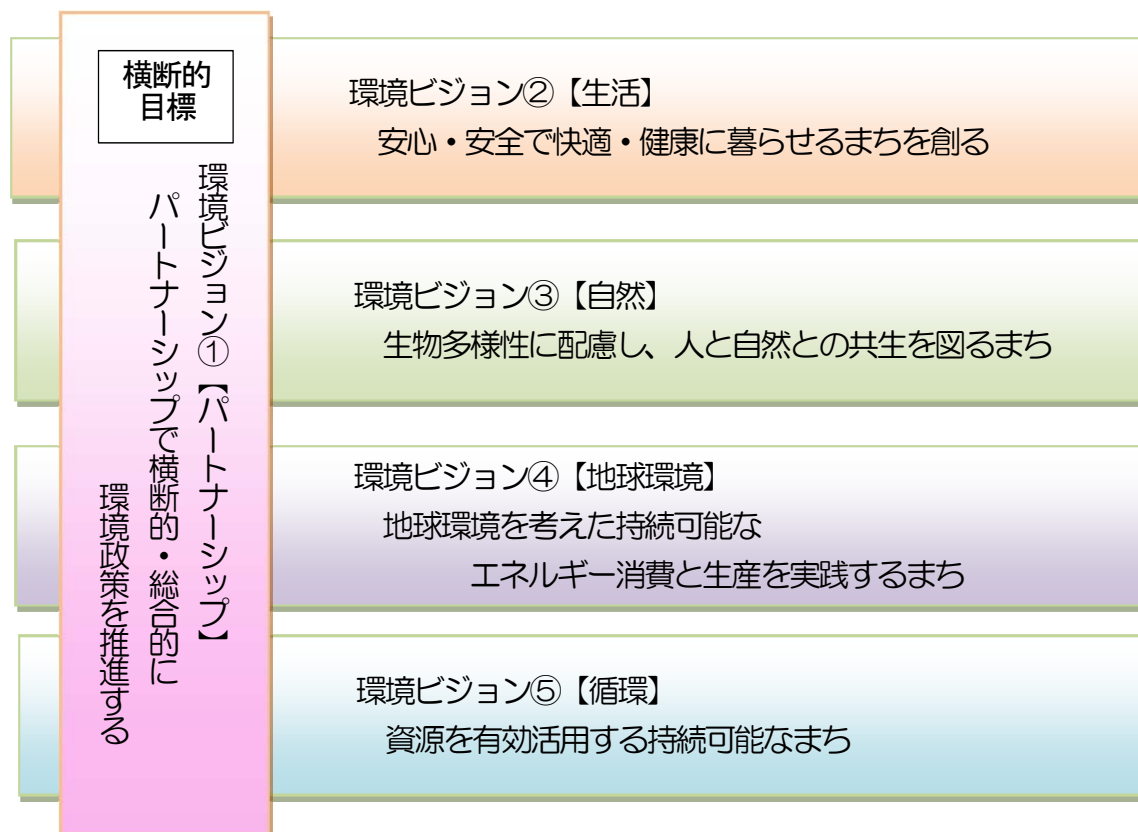 横断的
目標
環境ビジョン①【パートナーシップ】
パートナーシップで横断的・総合的に
環境政策を推進する
環境ビジョン②【生活】
安心・安全で快適・健康に暮らせるまちを創る
環境ビジョン③【自然】
生物多様性に配慮し、人と自然との共生を図るまち
環境ビジョン④【地球環境】
地球環境を考えた持続可能な
エネルギー消費と生産を実践するまち
環境ビジョン⑤【循環】
資源を有効活用する持続可能なまち